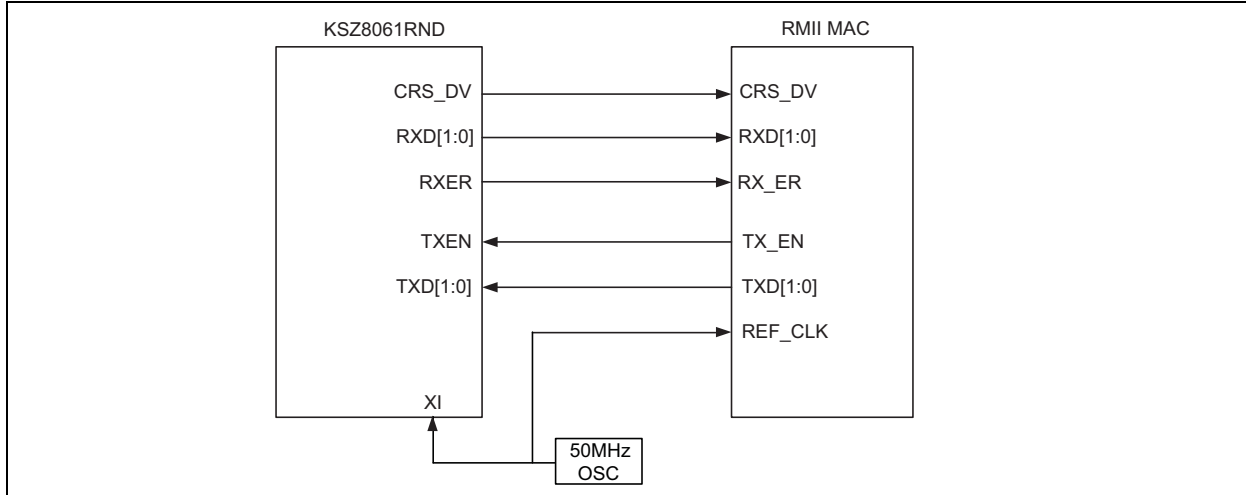 KSZ8061RND
RMII MAC
CRS_DV
CRS_DV
RXD[1:0]
RXD[1:0]
RXER
RX_ER
TXEN
TX_EN
TXD[1:0]
TXD[1:0]
REF_CLK
XI
50MHz
OSC